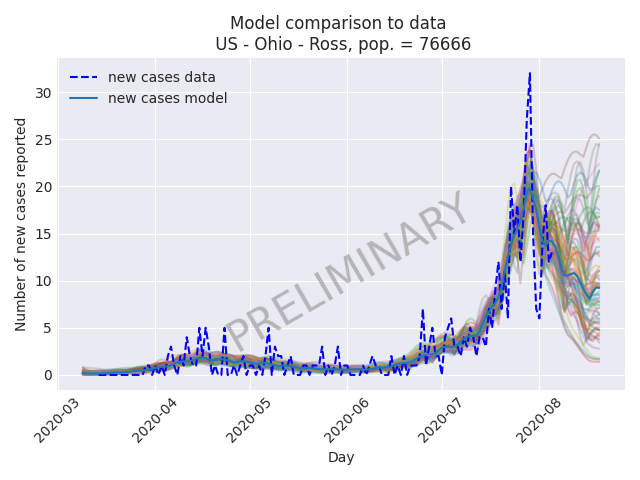 Model comparison to data
US - Ohio - Ross, pop. = 76666
new cases data
new cases model
Number of new cases reported
30
25
20
15
10
5
0
PRELIMINARY
2020-03
2020-04
2020-05
2020-06
2020-07
2020-08
Day